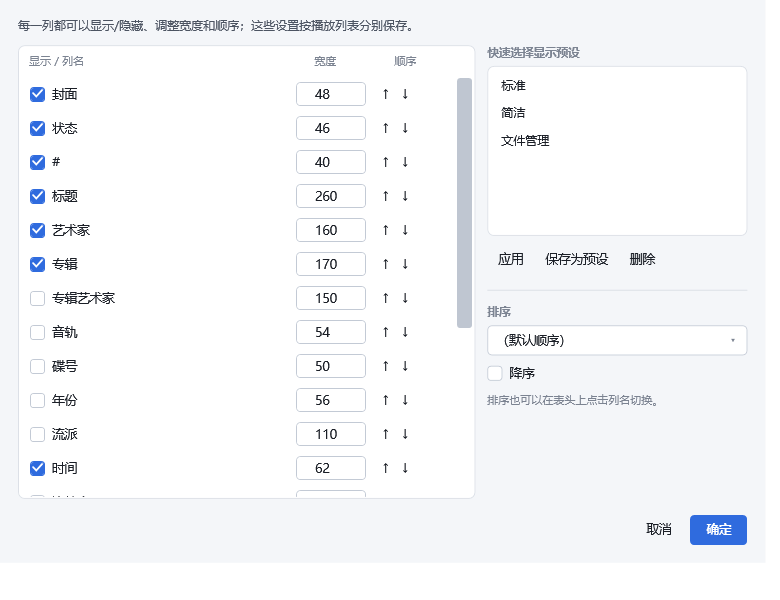 每一列都可以显示/隐藏、调整宽度和顺序；这些设置按播放列表分别保存。
显示 / 列名 宽度 顺序
封面 48 ↑ ↓
状态 46 ↑ ↓
# 40 ↑ ↓
标题 260 ↑ ↓
艺术家 160 ↑ ↓
专辑 170 ↑ ↓
专辑艺术家 150 ↑ ↓
音轨 54 ↑ ↓
碟号 50 ↑ ↓
年份 56 ↑ ↓
流派 110 ↑ ↓
时间 62 ↑ ↓
快速选择显示预设
标准
简洁
文件管理
应用 保存为预设 删除
排序
(默认顺序)
降序
排序也可以在表头上点击列名切换。
取消 确定